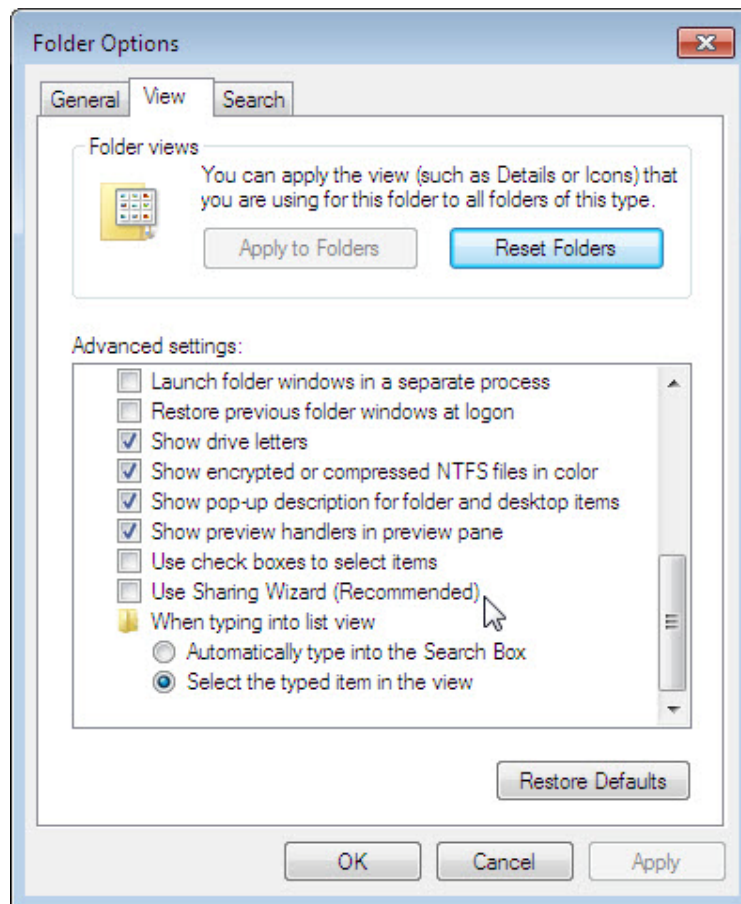 Folder Options
General
View
Search
Folder views
You can apply the view (such as Details or Icons) that
you are using for this folder to all folders of this type.
Apply to Folders
Reset Folders
Advanced settings:
Launch folder windows in a separate process
Restore previous folder windows at logon
Show drive letters
Show encrypted or compressed NTFS files in color
Show pop-up description for folder and desktop items
Show preview handlers in preview pane
Use check boxes to select items
Use Sharing Wizard (Recommended)
When typing into list view
Automatically type into the Search Box
Select the typed item in the view
Restore Defaults
OK
Cancel
Apply